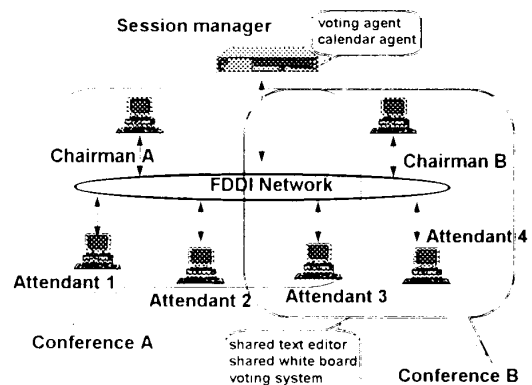 Session manager
voting agent
calendar agent
Chairman A
Chairman B
FDDI Network
Attendant 1
Attendant 2
Attendant 3
Attendant 4
Conference A
shared text editor
shared white board
voting system
Conference B